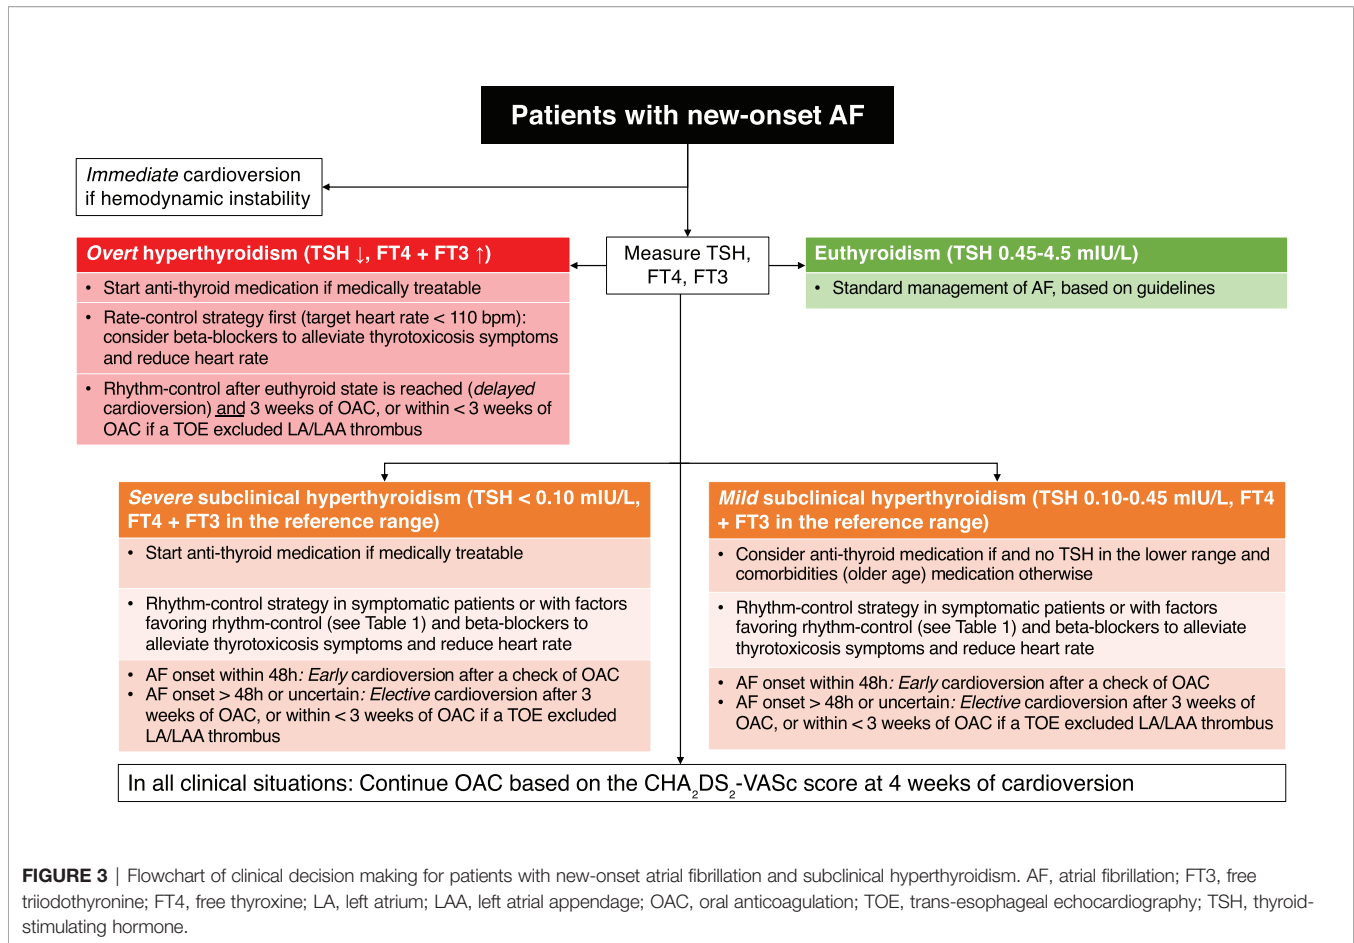 Patients with new-onset AF
Immediate cardioversion
if hemodynamic instability
Measure TSH,
FT4, FT3
Overt hyperthyroidism (TSH ↓, FT4 + FT3 ↑)
• Start anti-thyroid medication if medically treatable
• Rate-control strategy first (target heart rate < 110 bpm):
consider beta-blockers to alleviate thyrotoxicosis symptoms
and reduce heart rate
• Rhythm-control after euthyroid state is reached (delayed
cardioversion) and 3 weeks of OAC, or within < 3 weeks of
OAC if a TOE excluded LA/LAA thrombus
Euthyroidism (TSH 0.45-4.5 mIU/L)
• Standard management of AF, based on guidelines
Severe subclinical hyperthyroidism (TSH < 0.10 mIU/L,
FT4 + FT3 in the reference range)
• Start anti-thyroid medication if medically treatable
• Rhythm-control strategy in symptomatic patients or with factors
favoring rhythm-control (see Table 1) and beta-blockers to
alleviate thyrotoxicosis symptoms and reduce heart rate
• AF onset within 48h: Early cardioversion after a check of OAC
• AF onset > 48h or uncertain: Elective cardioversion after 3
weeks of OAC, or within < 3 weeks of OAC if a TOE excluded
LA/LAA thrombus
Mild subclinical hyperthyroidism (TSH 0.10-0.45 mIU/L, FT4
+ FT3 in the reference range)
• Consider anti-thyroid medication if and no TSH in the lower range and
comorbidities (older age) medication otherwise
• Rhythm-control strategy in symptomatic patients or with factors
favoring rhythm-control (see Table 1) and beta-blockers to alleviate
thyrotoxicosis symptoms and reduce heart rate
• AF onset within 48h: Early cardioversion after a check of OAC
• AF onset > 48h or uncertain: Elective cardioversion after 3 weeks of
OAC, or within < 3 weeks of OAC if a TOE excluded LA/LAA thrombus
In all clinical situations: Continue OAC based on the CHA₂DS₂-VASc score at 4 weeks of cardioversion
FIGURE 3 | Flowchart of clinical decision making for patients with new-onset atrial fibrillation and subclinical hyperthyroidism. AF, atrial fibrillation; FT3, free
triiodothyronine; FT4, free thyroxine; LA, left atrium; LAA, left atrial appendage; OAC, oral anticoagulation; TOE, trans-esophageal echocardiography; TSH, thyroid-
stimulating hormone.